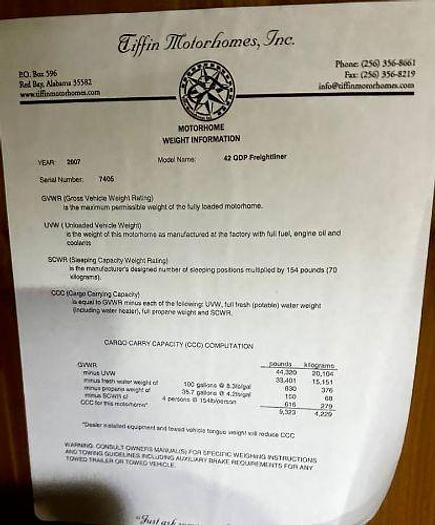 Tiffin Motorhomes, Inc.
P.O. Box 596
Red Bay, Alabama 35582
www.tiffinmotorhomes.com
Phone: (256) 356-8661
Fax: (256) 356-8219
info@tiffinmotorhomes.com
MOTORHOME
WEIGHT INFORMATION
YEAR: 2007 Model Name: 42 QDP Freightliner
Serial Number: 7405
GVWR (Gross Vehicle Weight Rating)
is the maximum permissible weight of the fully loaded motorhome.
UVW ( Unloaded Vehicle Weight)
is the weight of this motorhome as manufactured at the factory with full fuel, engine oil and
coolants
SCWR (Sleeping Capacity Weight Rating)
is the manufacturer's designed number of sleeping positions multiplied by 154 pounds (70
kilograms).
CCC (Cargo Carrying Capacity)
is equal to GVWR minus each of the following: UVW, full fresh (potable) water weight
(including water heater), full propane weight and SCWR.
CARGO CARRY CAPACITY (CCC) COMPUTATION
pounds kilograms
GVWR 44,320 20,104
minus UVW 33,401 15,151
minus fresh water weight of 100 gallons @ 8.3lb/gal 830 376
minus propane weight of 35.7 gallons @ 4.2lb/gal 150 68
minus SCWR of 4 persons @ 154lb/person 616 279
CCC for this motorhome* 9,323 4,229
*Dealer installed equipment and towed vehicle tongue weight will reduce CCC
WARNING: CONSULT OWNERS MANUAL(S) FOR SPECIFIC WEIGHING INSTRUCTIONS
AND TOWING GUIDELINES INCLUDING AUXILIARY BRAKE REQUIREMENTS FOR ANY
TOWED TRAILER OR TOWED VEHICLE.
"Just ask